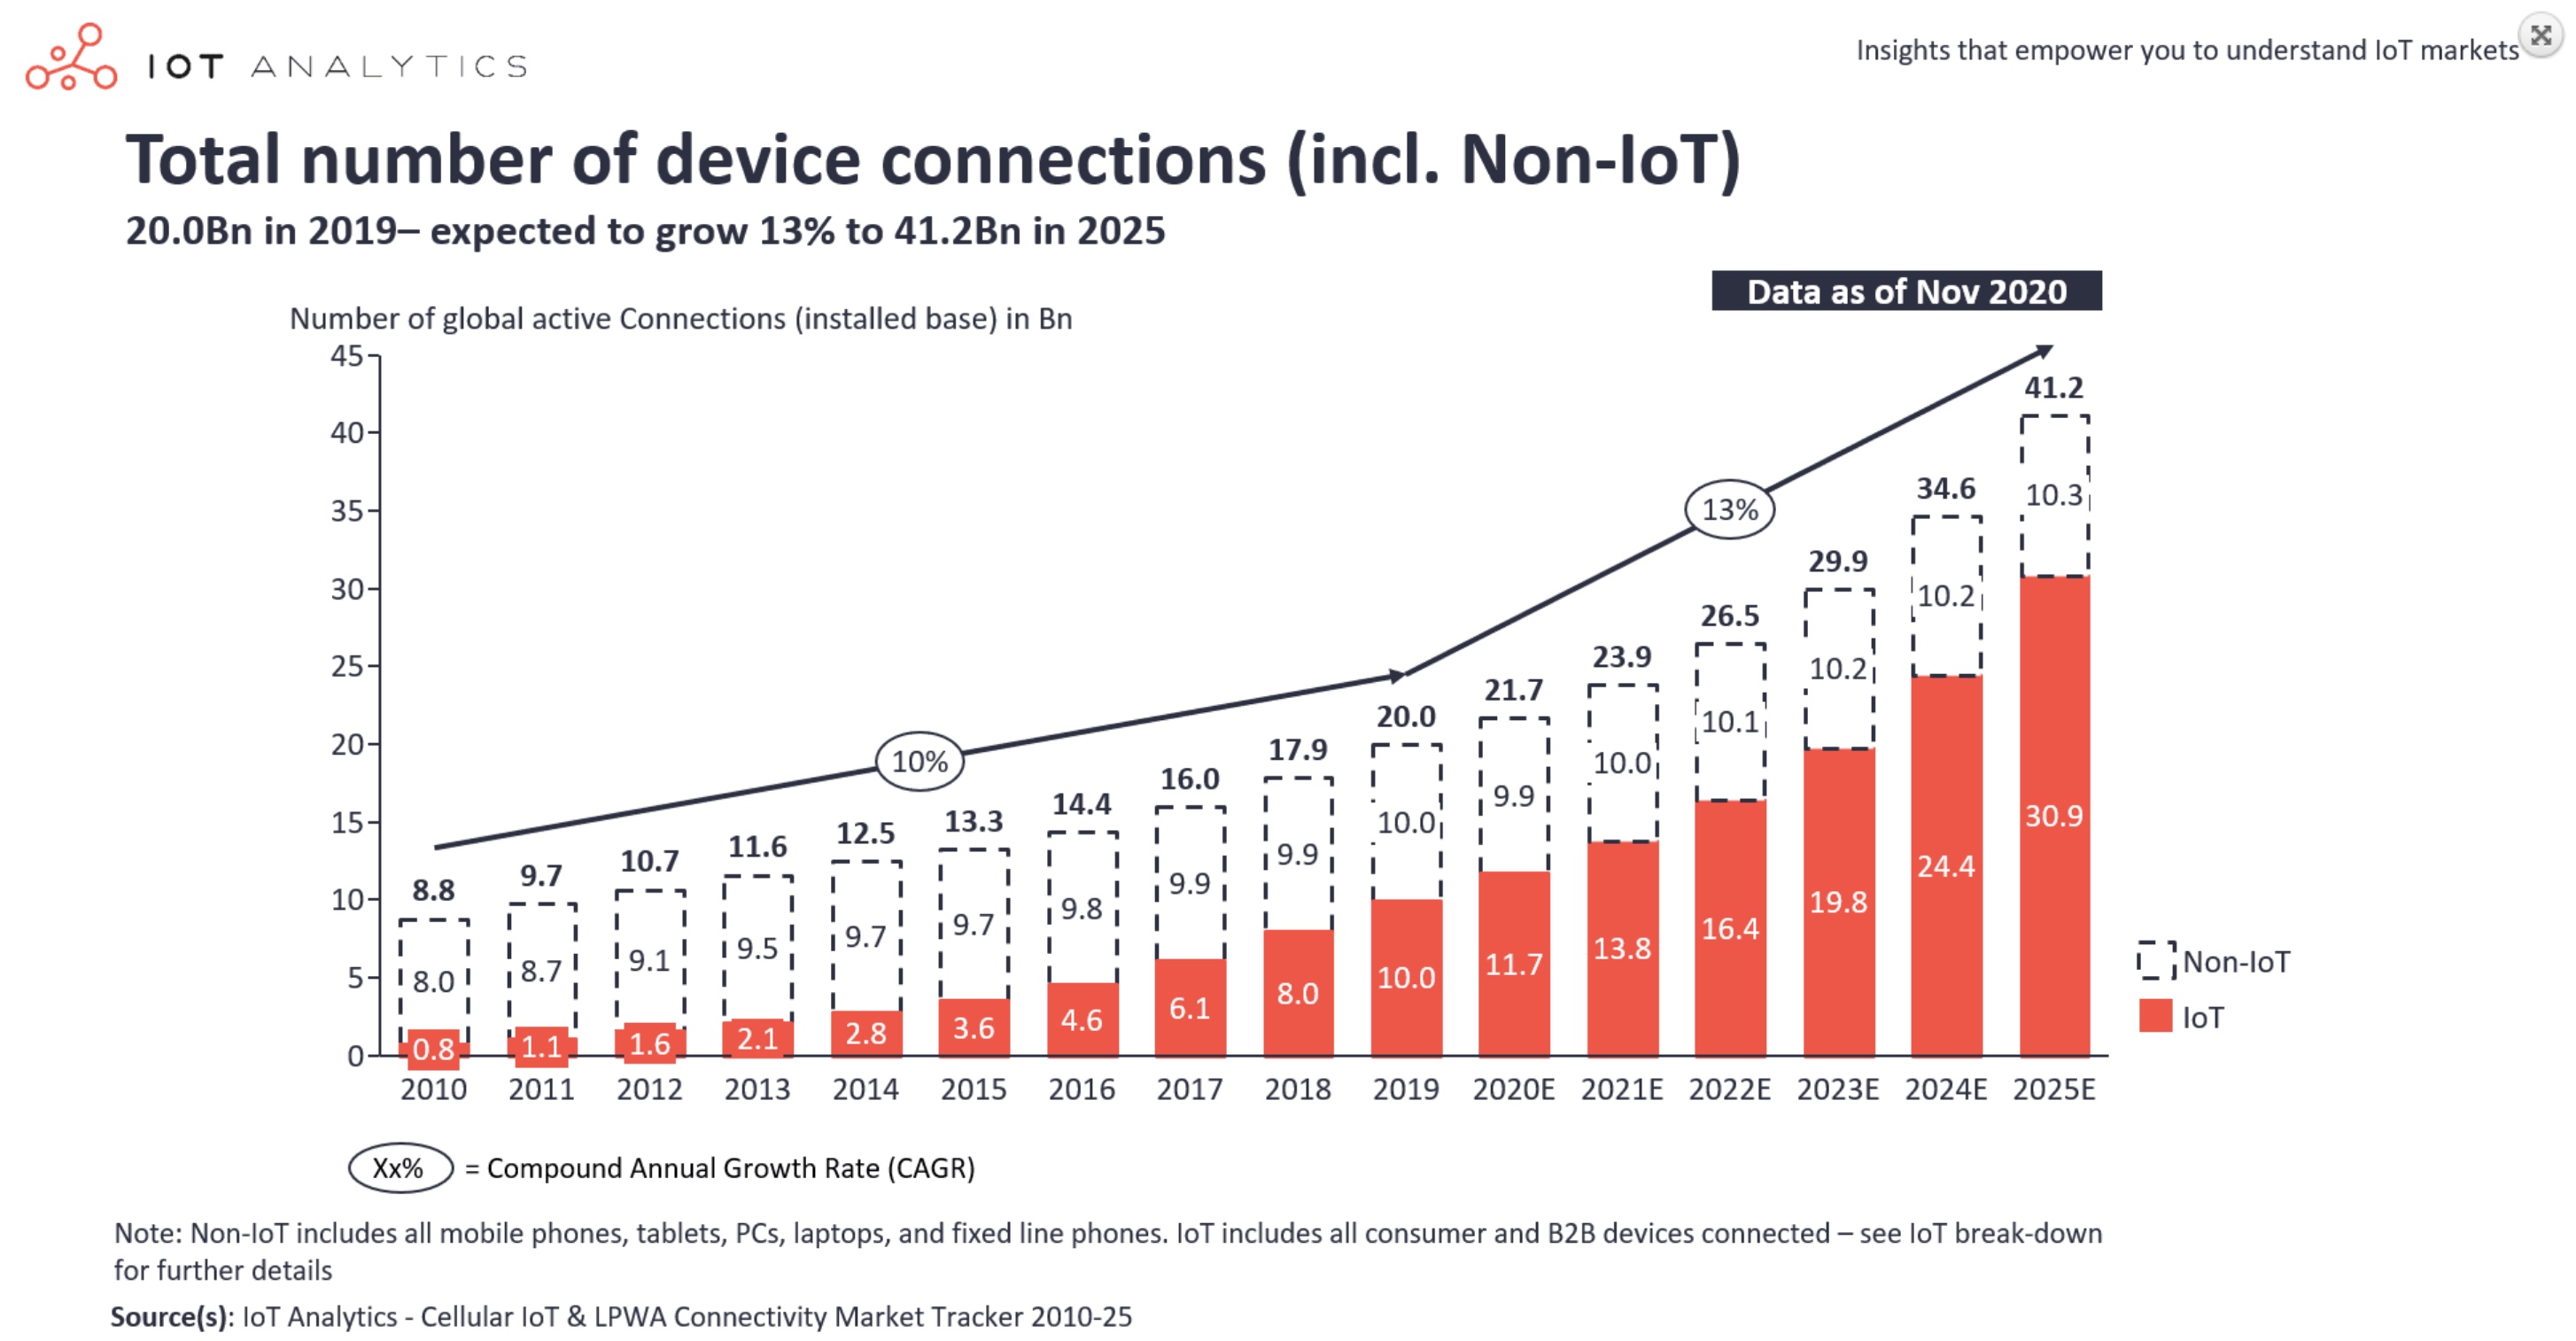 IOT ANALYTICS
Insights that empower you to understand IoT markets
Total number of device connections (incl. Non-IoT)
20.0Bn in 2019– expected to grow 13% to 41.2Bn in 2025
Data as of Nov 2020
Number of global active Connections (installed base) in Bn
45
40
35
30
25
20
15
10
5
0
10%
13%
8.8 9.7 10.7 11.6 12.5 13.3 14.4 16.0 17.9 20.0 21.7 23.9 26.5 29.9 34.6 41.2
8.0 8.7 9.1 9.5 9.7 9.7 9.8 9.9 9.9 10.0 9.9 10.0 10.1 10.2 10.2 10.3
0.8 1.1 1.6 2.1 2.8 3.6 4.6 6.1 8.0 10.0 11.7 13.8 16.4 19.8 24.4 30.9
2010 2011 2012 2013 2014 2015 2016 2017 2018 2019 2020E 2021E 2022E 2023E 2024E 2025E
Non-IoT
IoT
Xx% = Compound Annual Growth Rate (CAGR)
Note: Non-IoT includes all mobile phones, tablets, PCs, laptops, and fixed line phones. IoT includes all consumer and B2B devices connected – see IoT break-down
for further details
Source(s): IoT Analytics - Cellular IoT & LPWA Connectivity Market Tracker 2010-25